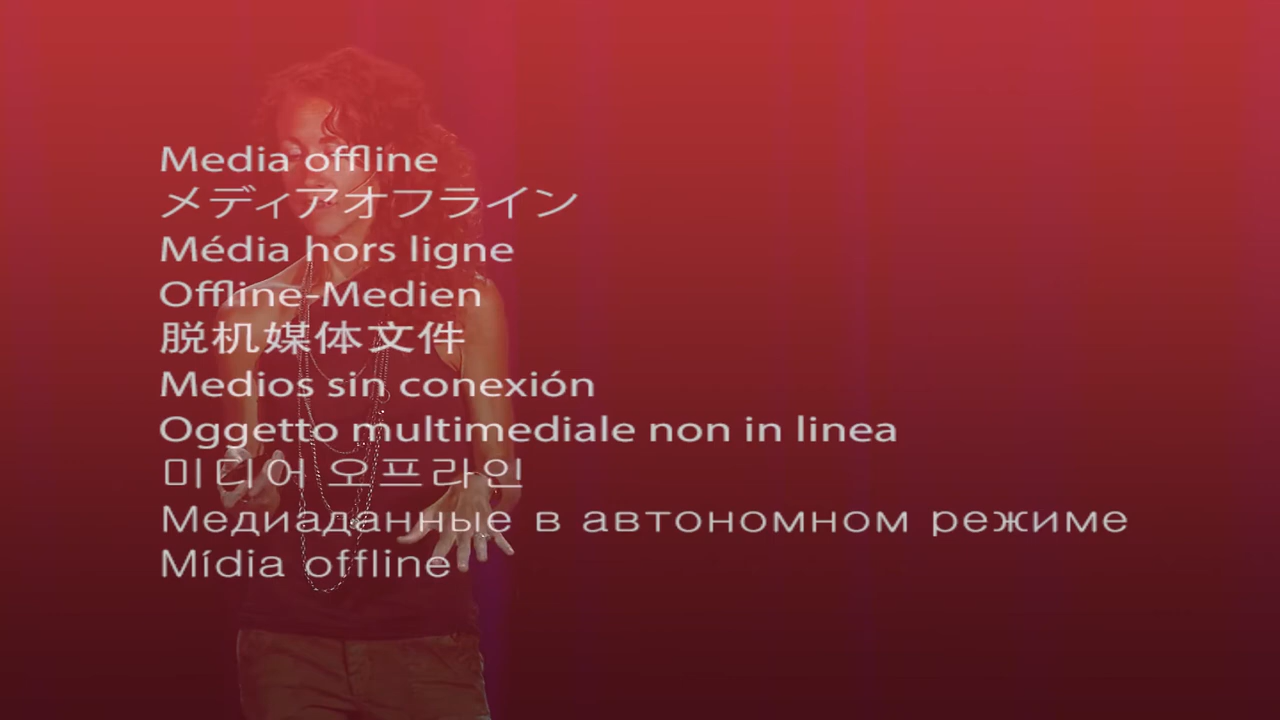 Media offline
メディアオフライン
Média hors ligne
Offline-Medien
脱机媒体文件
Medios sin conexión
Oggetto multimediale non in linea
미디어 오프라인
Медиаданные в автономном режиме
Mídia offline